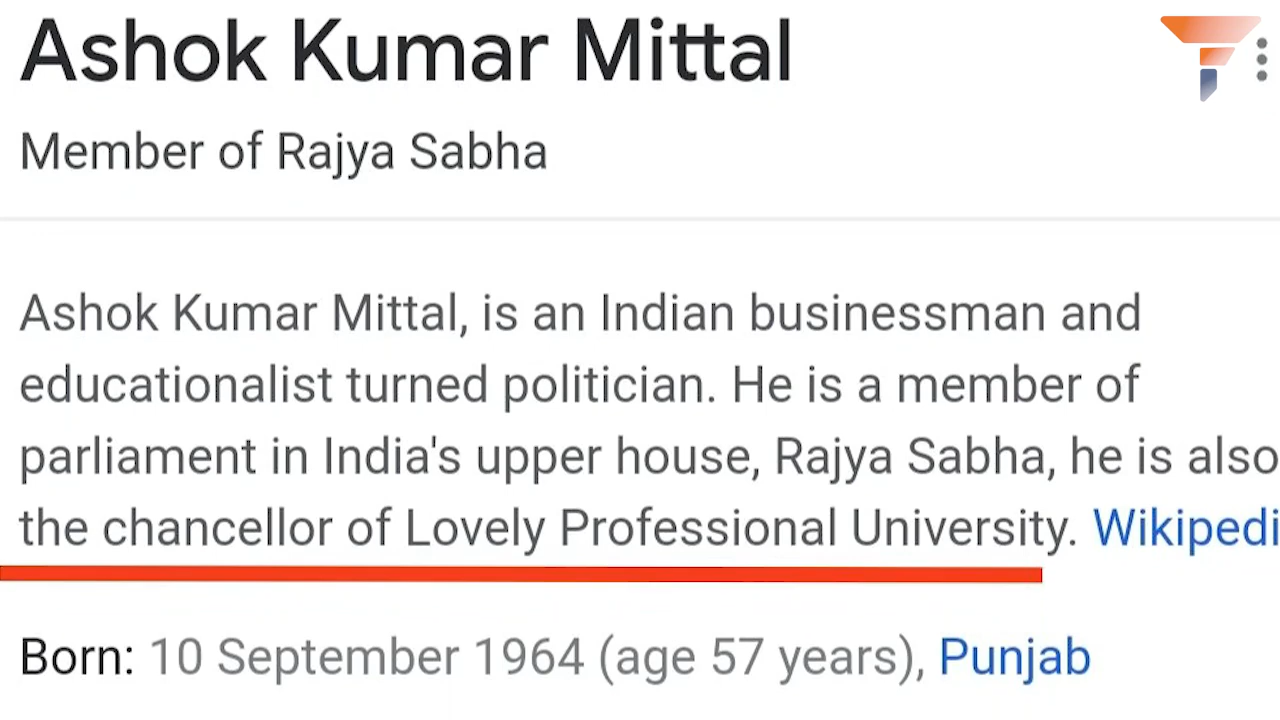 Ashok Kumar Mittal
Member of Rajya Sabha
Ashok Kumar Mittal, is an Indian businessman and
educationalist turned politician. He is a member of
parliament in India's upper house, Rajya Sabha, he is also
the chancellor of Lovely Professional University. Wikipedi
Born: 10 September 1964 (age 57 years), Punjab